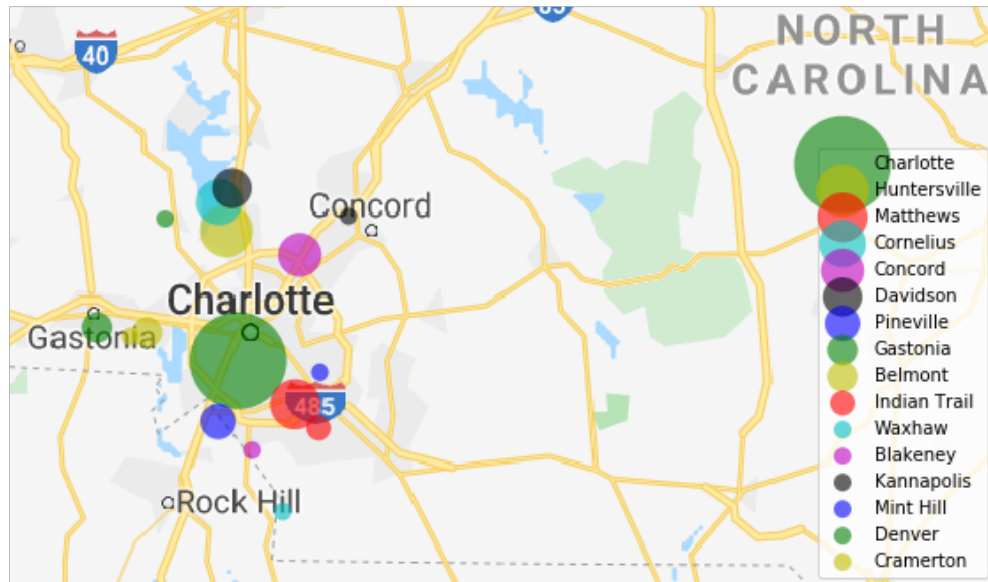 85
40
NORTH
CAROLINA
Concord
Charlotte
Gastonia
485
Rock Hill
Charlotte
Huntersville
Matthews
Cornelius
Concord
Davidson
Pineville
Gastonia
Belmont
Indian Trail
Waxhaw
Blakeney
Kannapolis
Mint Hill
Denver
Cramerton